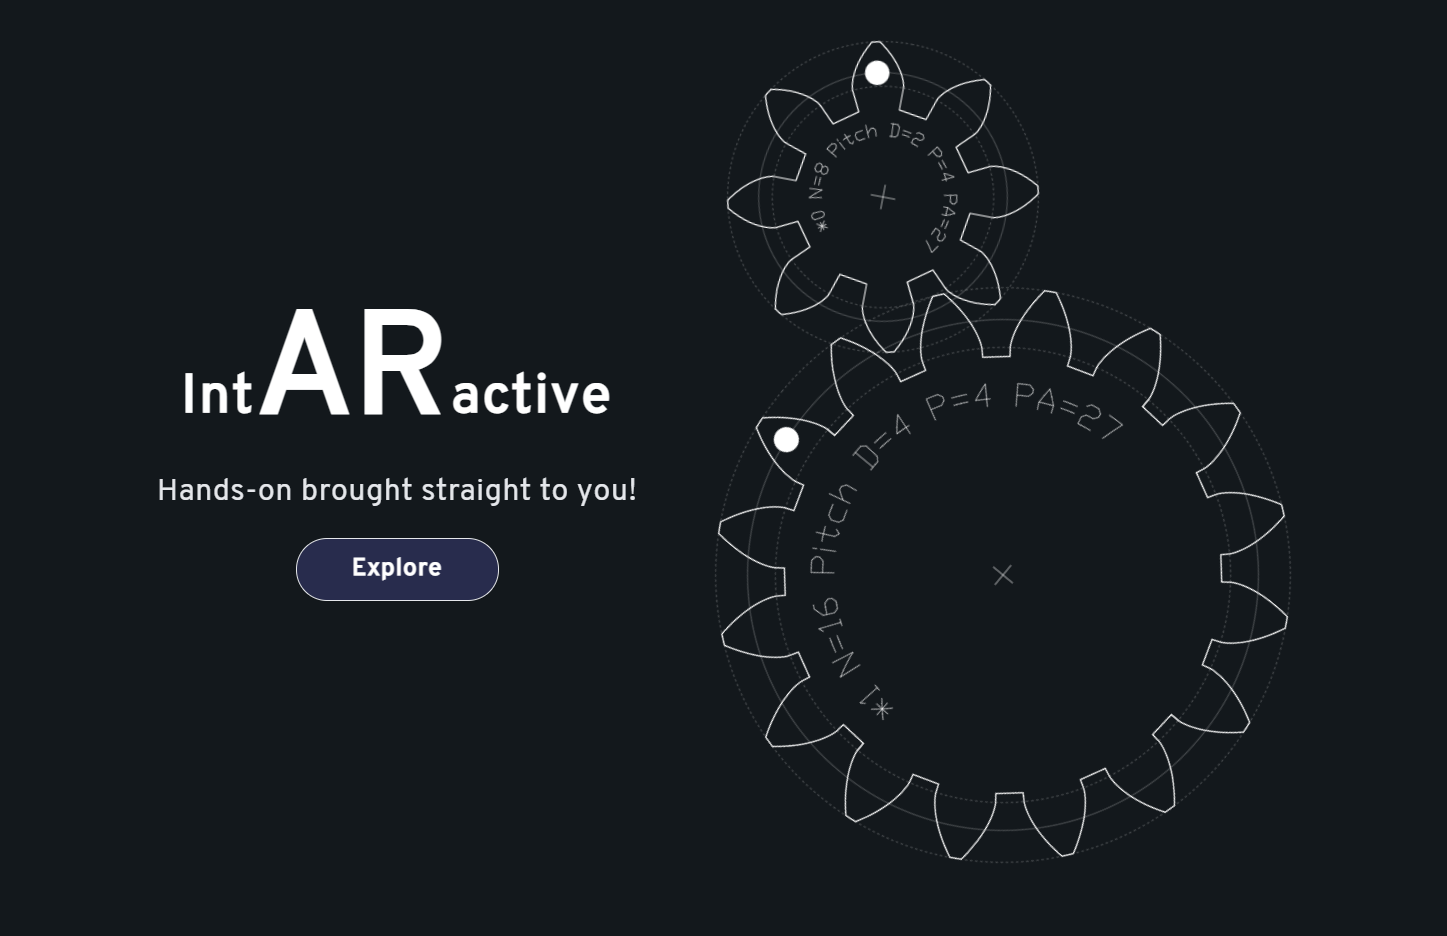 IntARactive
Hands-on brought straight to you!
Explore
*0 N=8 Pitch D=2 P=4 PA=27
*1 N=16 Pitch D=4 P=4 PA=27